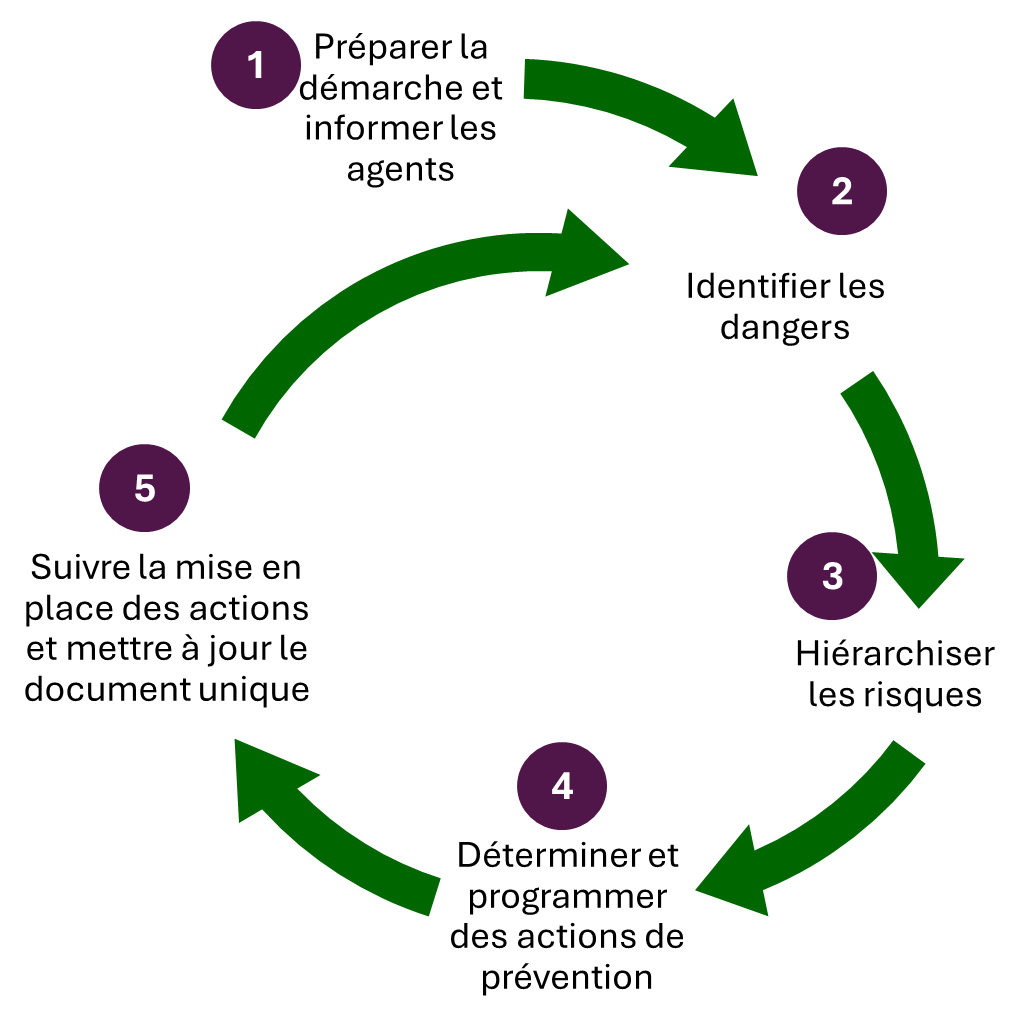 1
Préparer la
démarche et
informer les
agents
2
Identifier les
dangers
3
Hiérarchiser
les risques
4
Déterminer et
programmer
des actions de
prévention
5
Suivre la mise en
place des actions
et mettre à jour le
document unique